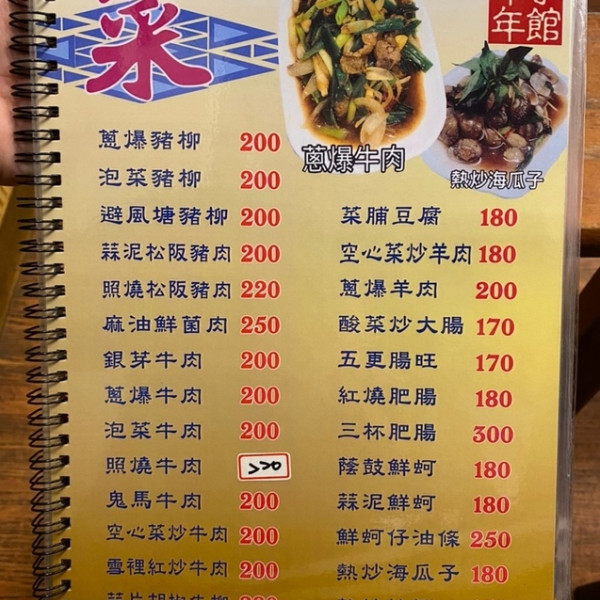 菜
年 館
蔥爆牛肉
熱炒海瓜子
蔥爆豬柳 200
泡菜豬柳 200
避風塘豬柳 200
蒜泥松阪豬肉 200
照燒松阪豬肉 220
麻油鮮菌肉 250
銀芽牛肉 200
蔥爆牛肉 200
泡菜牛肉 200
照燒牛肉 220
鬼馬牛肉 200
空心菜炒牛肉 200
雪裡紅炒牛肉 200
菜脯豆腐 180
空心菜炒羊肉 180
蔥爆羊肉 200
酸菜炒大腸 170
五更腸旺 170
紅燒肥腸 180
三杯肥腸 300
蔭鼓鮮蚵 180
蒜泥鮮蚵 180
鮮蚵仔油條 250
熱炒海瓜子 180